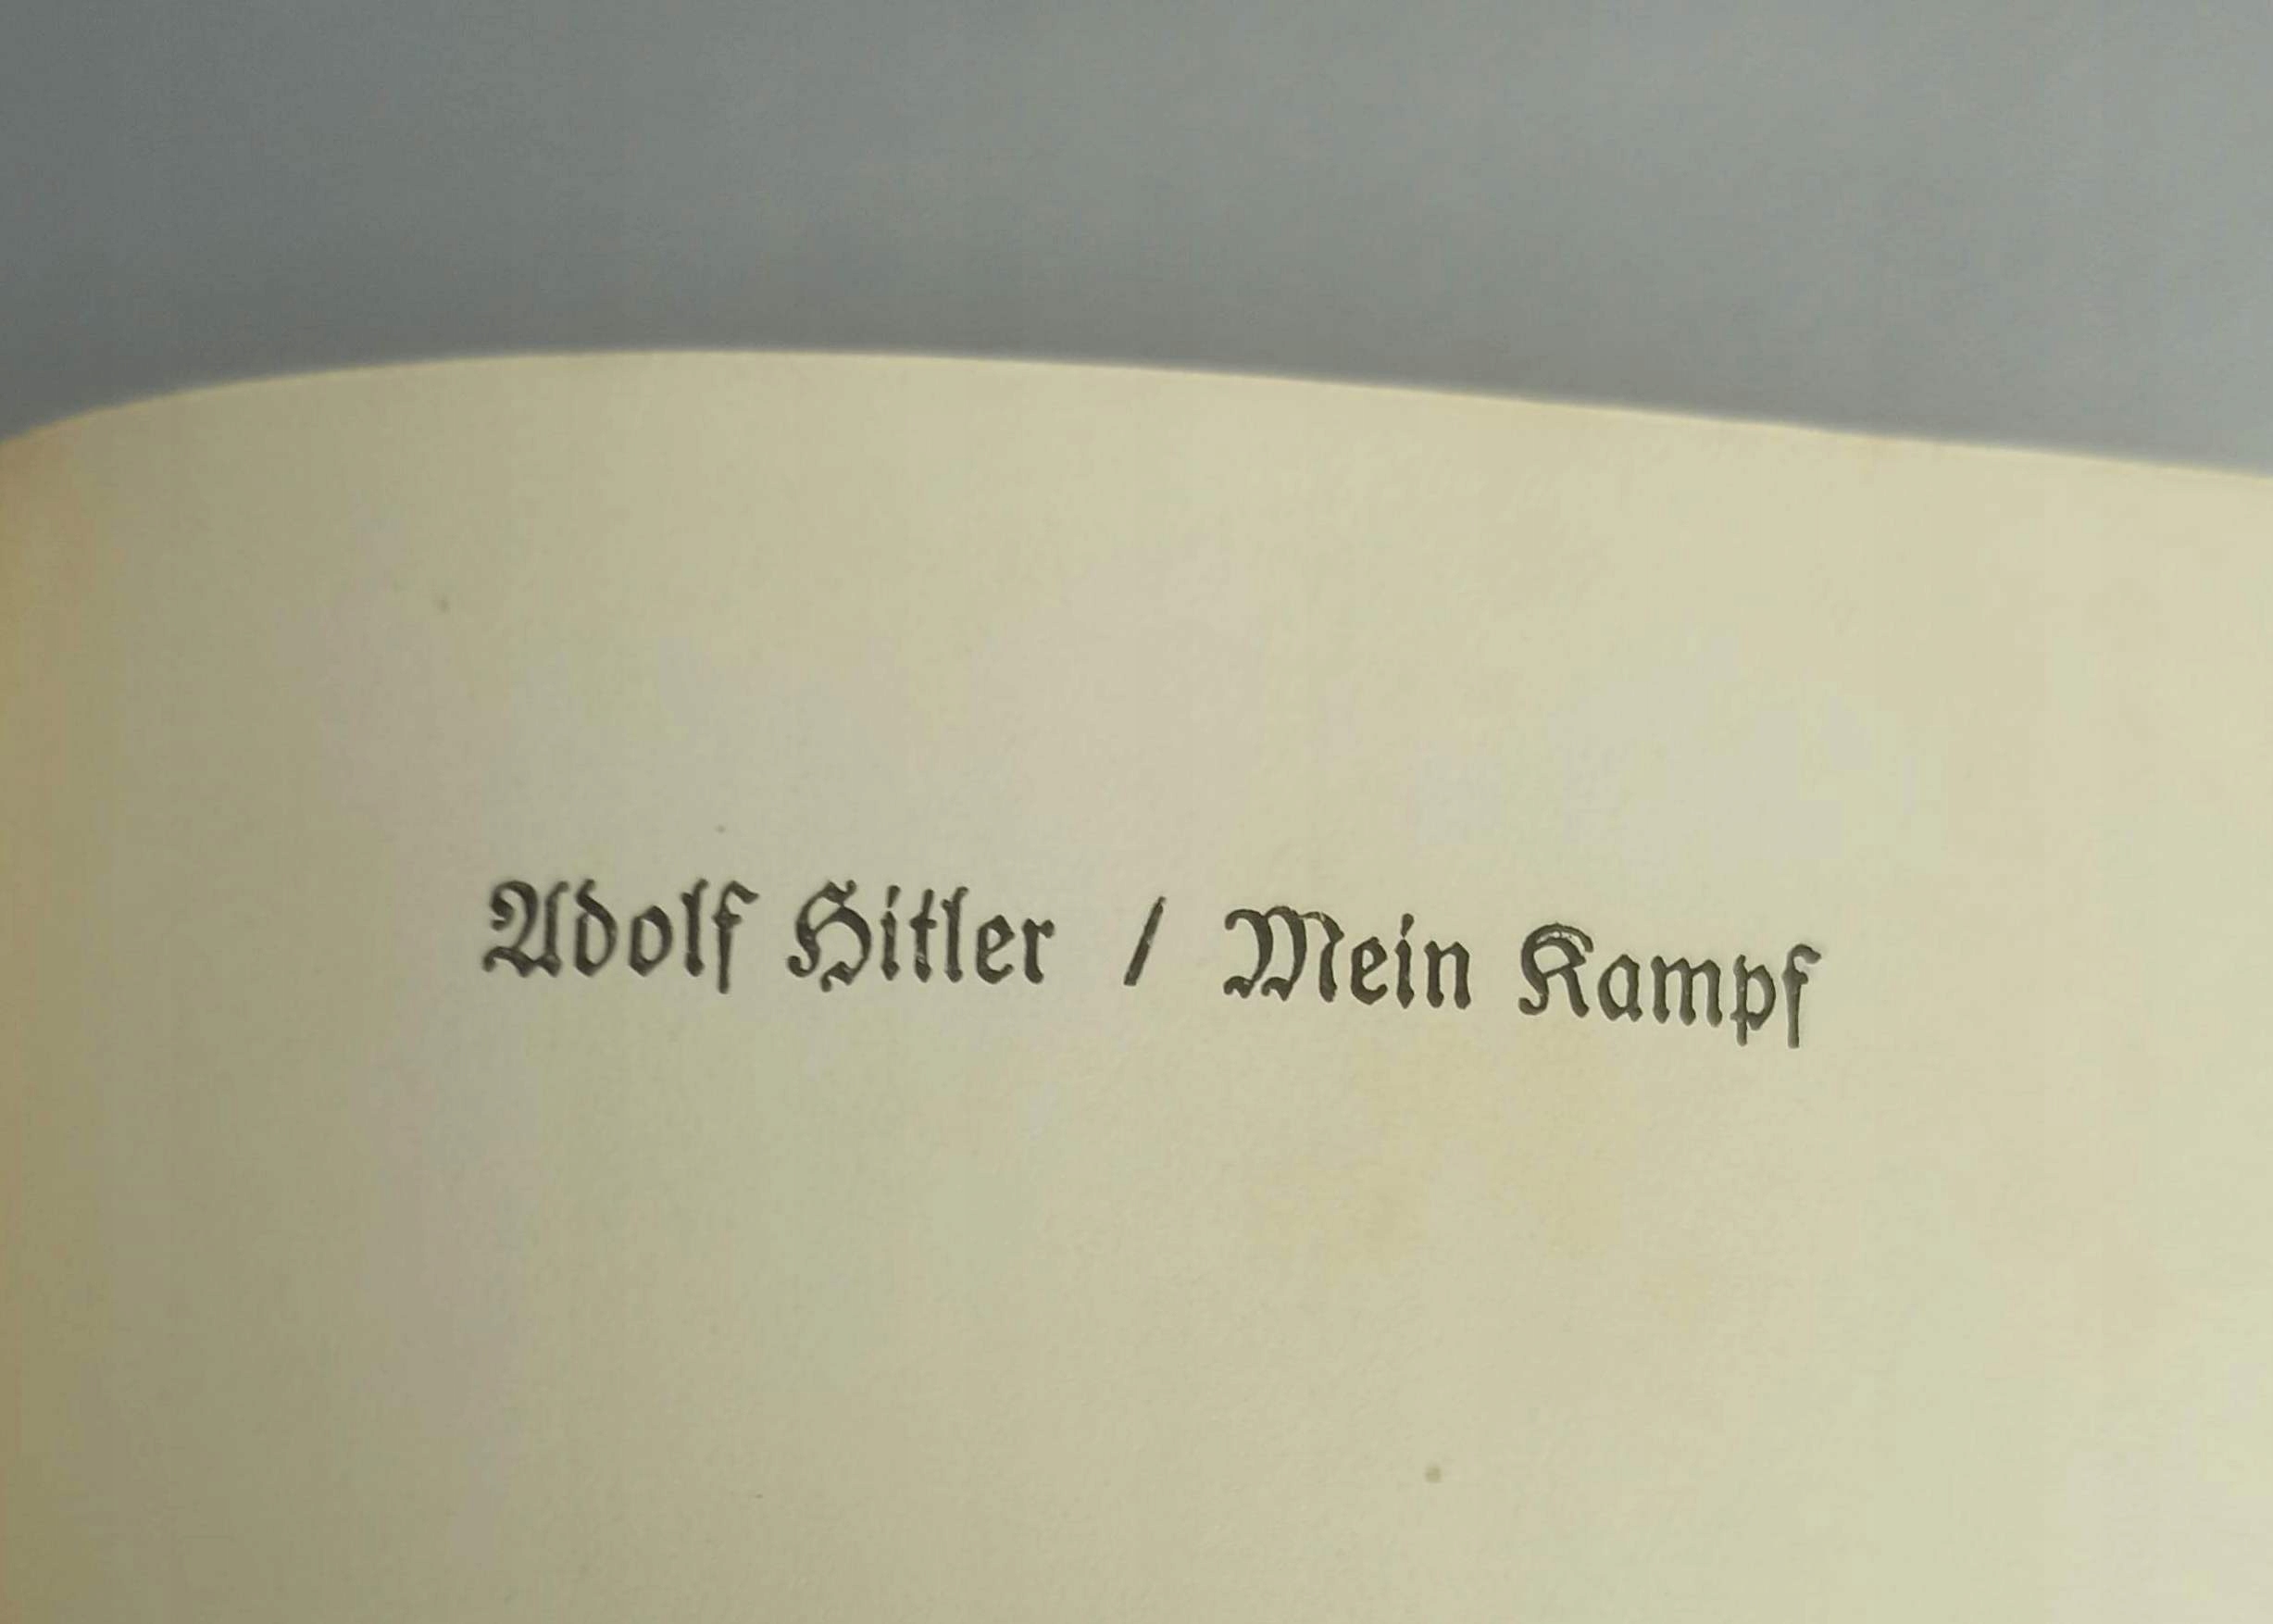 Adolf Hitler / Mein Kampf